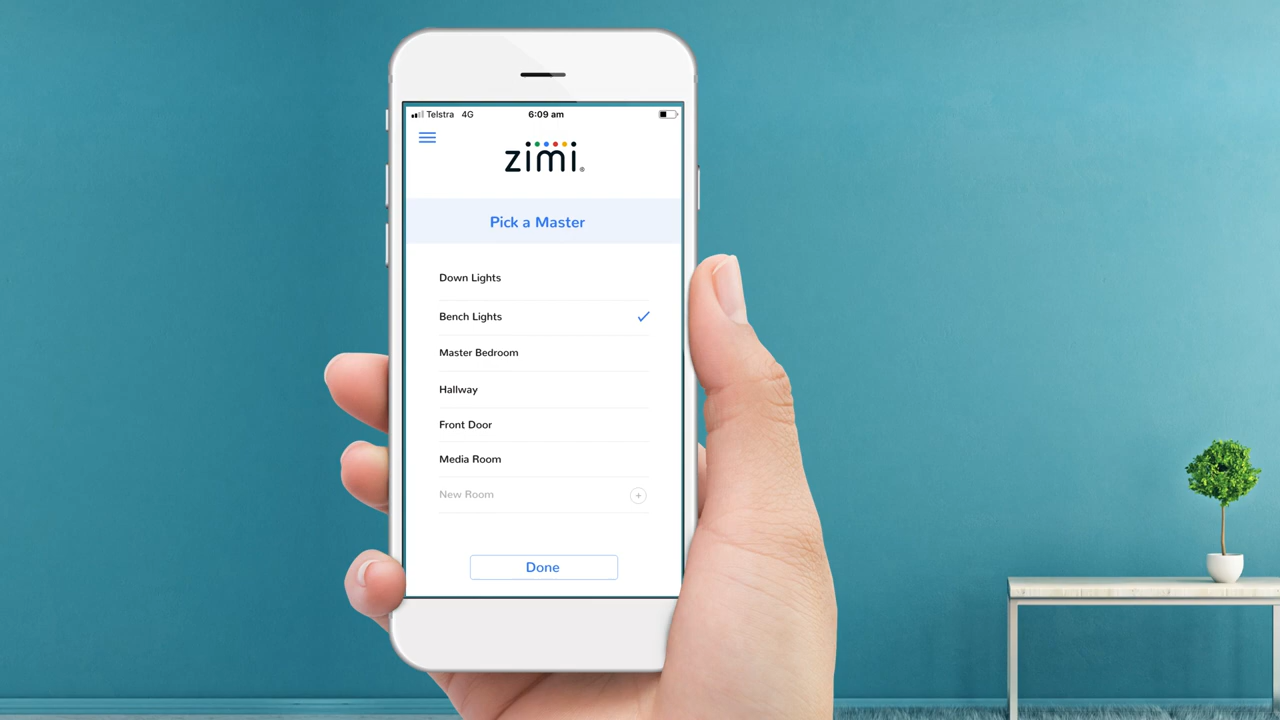 Telstra 4G 6:09 am
zimi®
Pick a Master
Down Lights
Bench Lights
Master Bedroom
Hallway
Front Door
Media Room
New Room +
Done